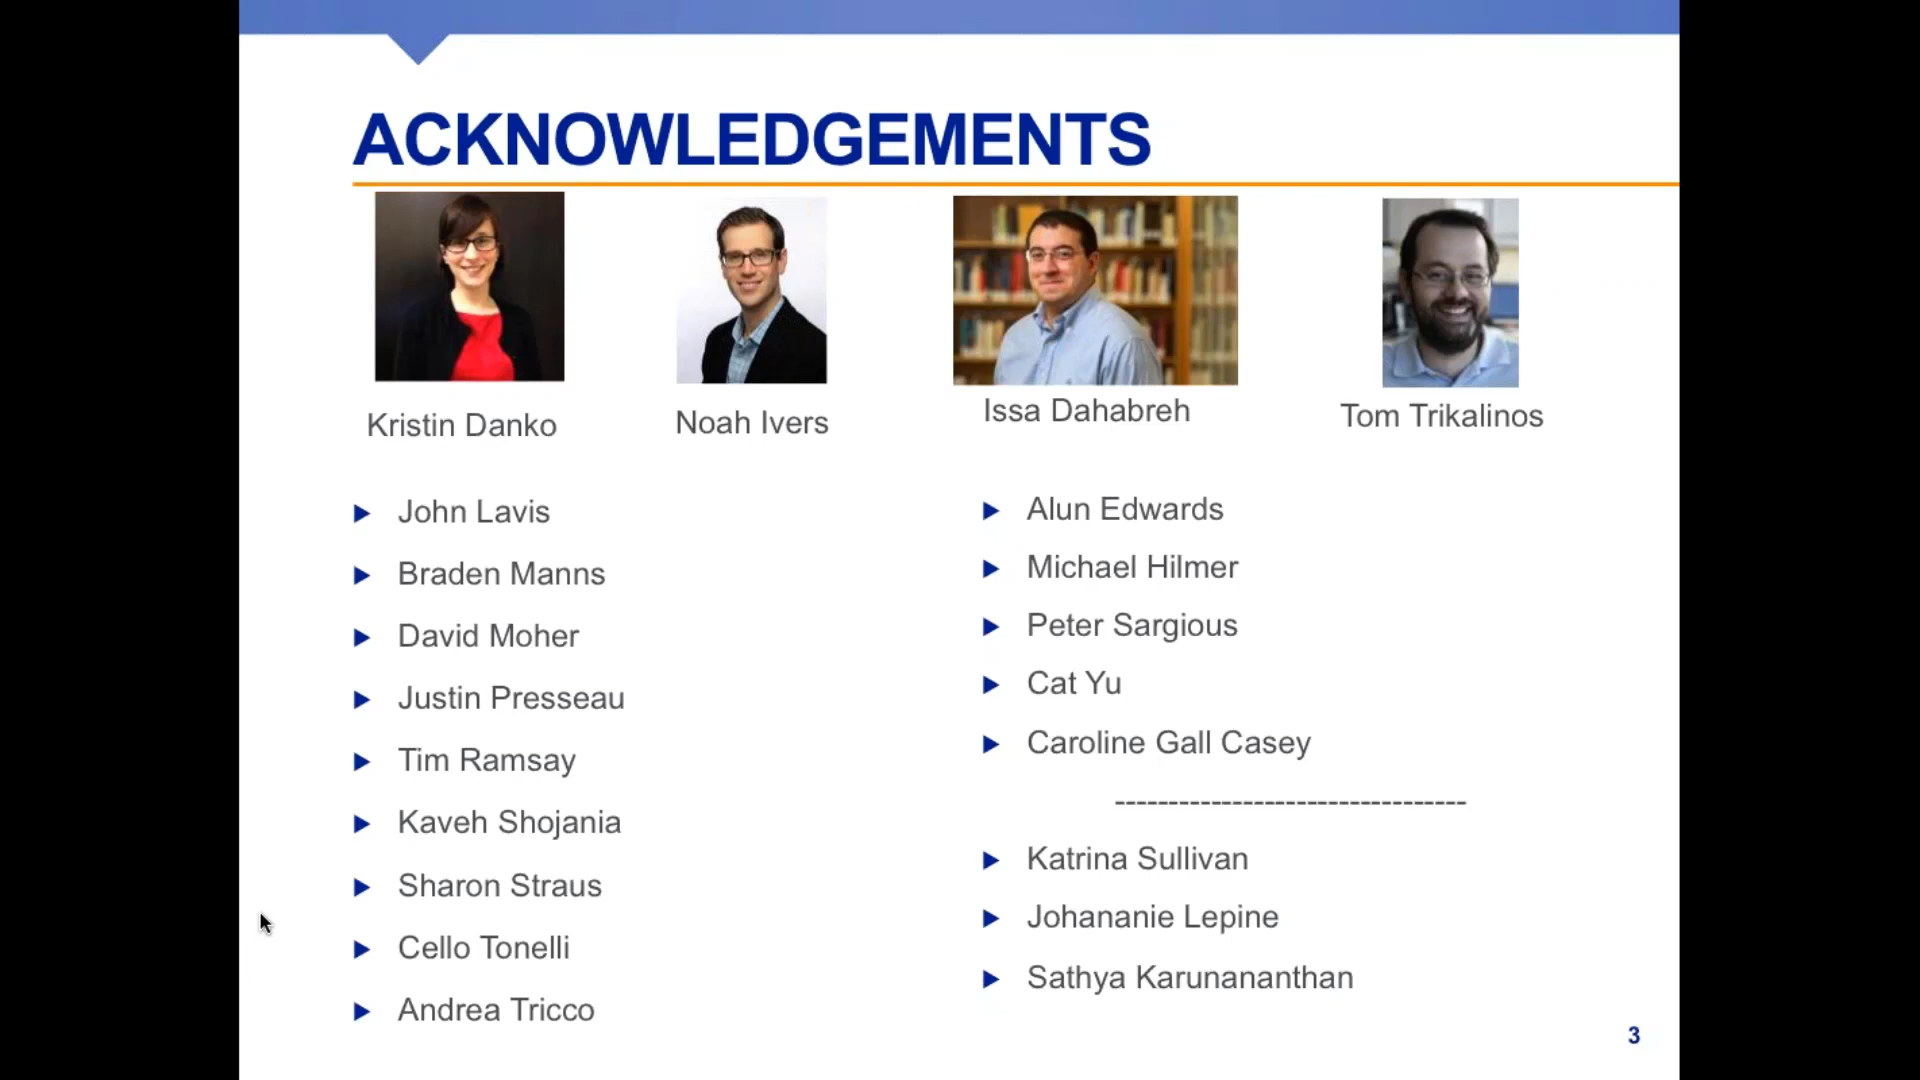 ACKNOWLEDGEMENTS
Kristin Danko
Noah Ivers
Issa Dahabreh
Tom Trikalinos
John Lavis
Braden Manns
David Moher
Justin Presseau
Tim Ramsay
Kaveh Shojania
Sharon Straus
Cello Tonelli
Andrea Tricco
Alun Edwards
Michael Hilmer
Peter Sargious
Cat Yu
Caroline Gall Casey
---------------------------------
Katrina Sullivan
Johananie Lepine
Sathya Karunananthan
3